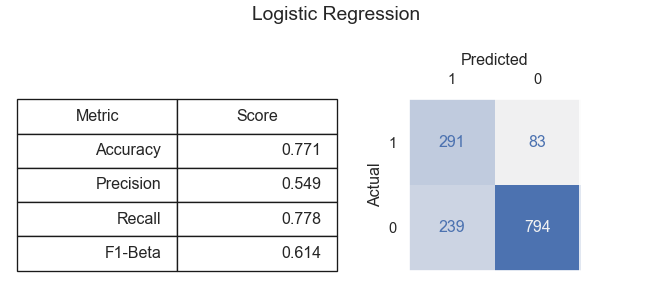 Logistic Regression
Metric Score
Accuracy 0.771
Precision 0.549
Recall 0.778
F1-Beta 0.614
Predicted
1 0
Actual
1 291 83
0 239 794